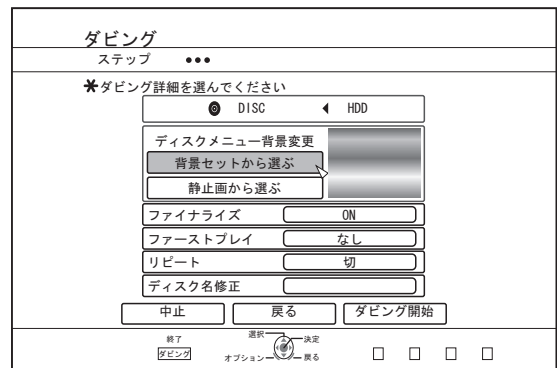 ダビング
ステップ
ダビング詳細を選んでください
DISC HDD
ディスクメニュー背景変更
背景セットから選ぶ
静止画から選ぶ
ファイナライズ ON
ファーストプレイ なし
リピート 切
ディスク名修正
中止 戻る ダビング開始
終了 選択 決定
ダビング オプション 戻る